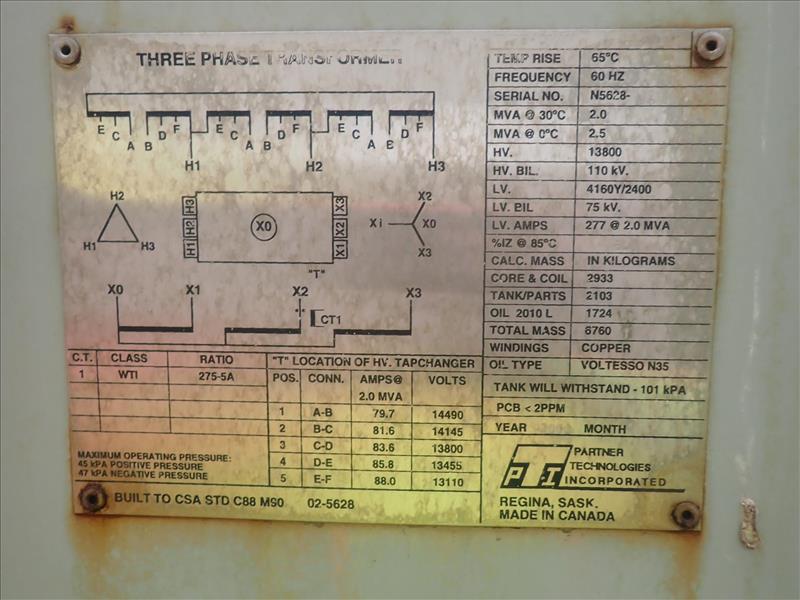 THREE PHASE TRANSFORMER
E C A B D F E C A B D F E C A B D F
H1 H2 H3
H2
H1 H3
H3
H2
H1
X0
X3
X2
X1
"T"
X2
Xi X0
X3
X0 X1 X2 X3
CT1
C.T. CLASS RATIO
1 WTI 275-5A
"T" LOCATION OF HV. TAPCHANGER
POS. CONN. AMPS@ VOLTS
2.0 MVA
1 A-B 79.7 14490
2 B-C 81.6 14145
3 C-D 83.6 13800
4 D-E 85.8 13455
5 E-F 88.0 13110
MAXIMUM OPERATING PRESSURE:
45 kPA POSITIVE PRESSURE
47 kPA NEGATIVE PRESSURE
BUILT TO CSA STD C88 M90 02-5628
TEMP RISE 65°C
FREQUENCY 60 HZ
SERIAL NO. N5628-
MVA @ 30°C 2.0
MVA @ 0°C 2.5
HV. 13800
HV. BIL. 110 kV.
LV. 4160Y/2400
LV. BIL 75 kV.
LV. AMPS 277 @ 2.0 MVA
%IZ @ 85°C
CALC. MASS IN KILOGRAMS
CORE & COIL 2933
TANK/PARTS 2103
OIL 2010 L 1724
TOTAL MASS 6760
WINDINGS COPPER
OIL TYPE VOLTESSO N35
TANK WILL WITHSTAND - 101 kPA
PCB < 2PPM
YEAR MONTH
PTI
PARTNER
TECHNOLOGIES
INCORPORATED
REGINA, SASK.
MADE IN CANADA